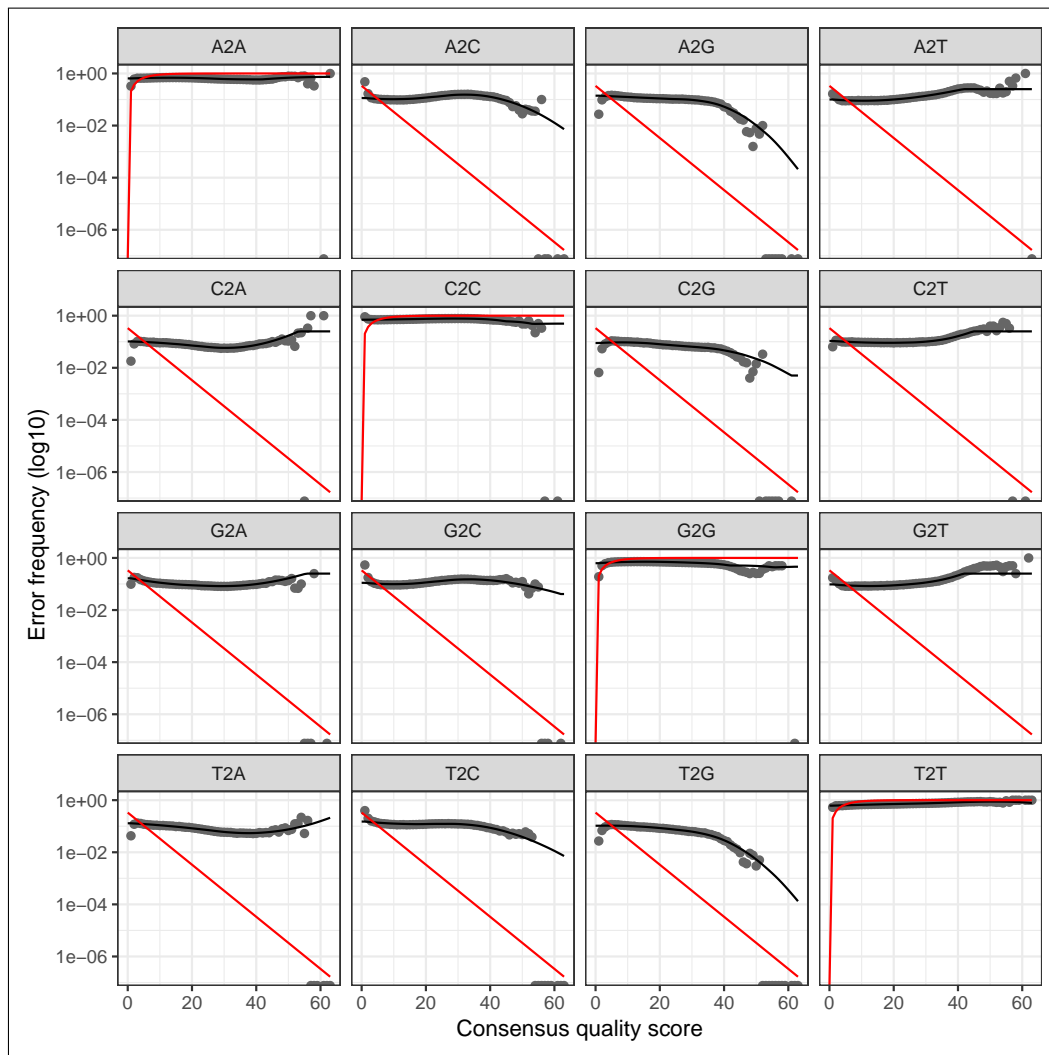 A2A A2C A2G A2T
1e+00
1e−02
1e−04
1e−06
C2A C2C C2G C2T
1e+00
1e−02
1e−04
1e−06
G2A G2C G2G G2T
1e+00
1e−02
1e−04
1e−06
T2A T2C T2G T2T
1e+00
1e−02
1e−04
1e−06
0 20 40 60 0 20 40 60 0 20 40 60 0 20 40 60
Consensus quality score
Error frequency (log10)